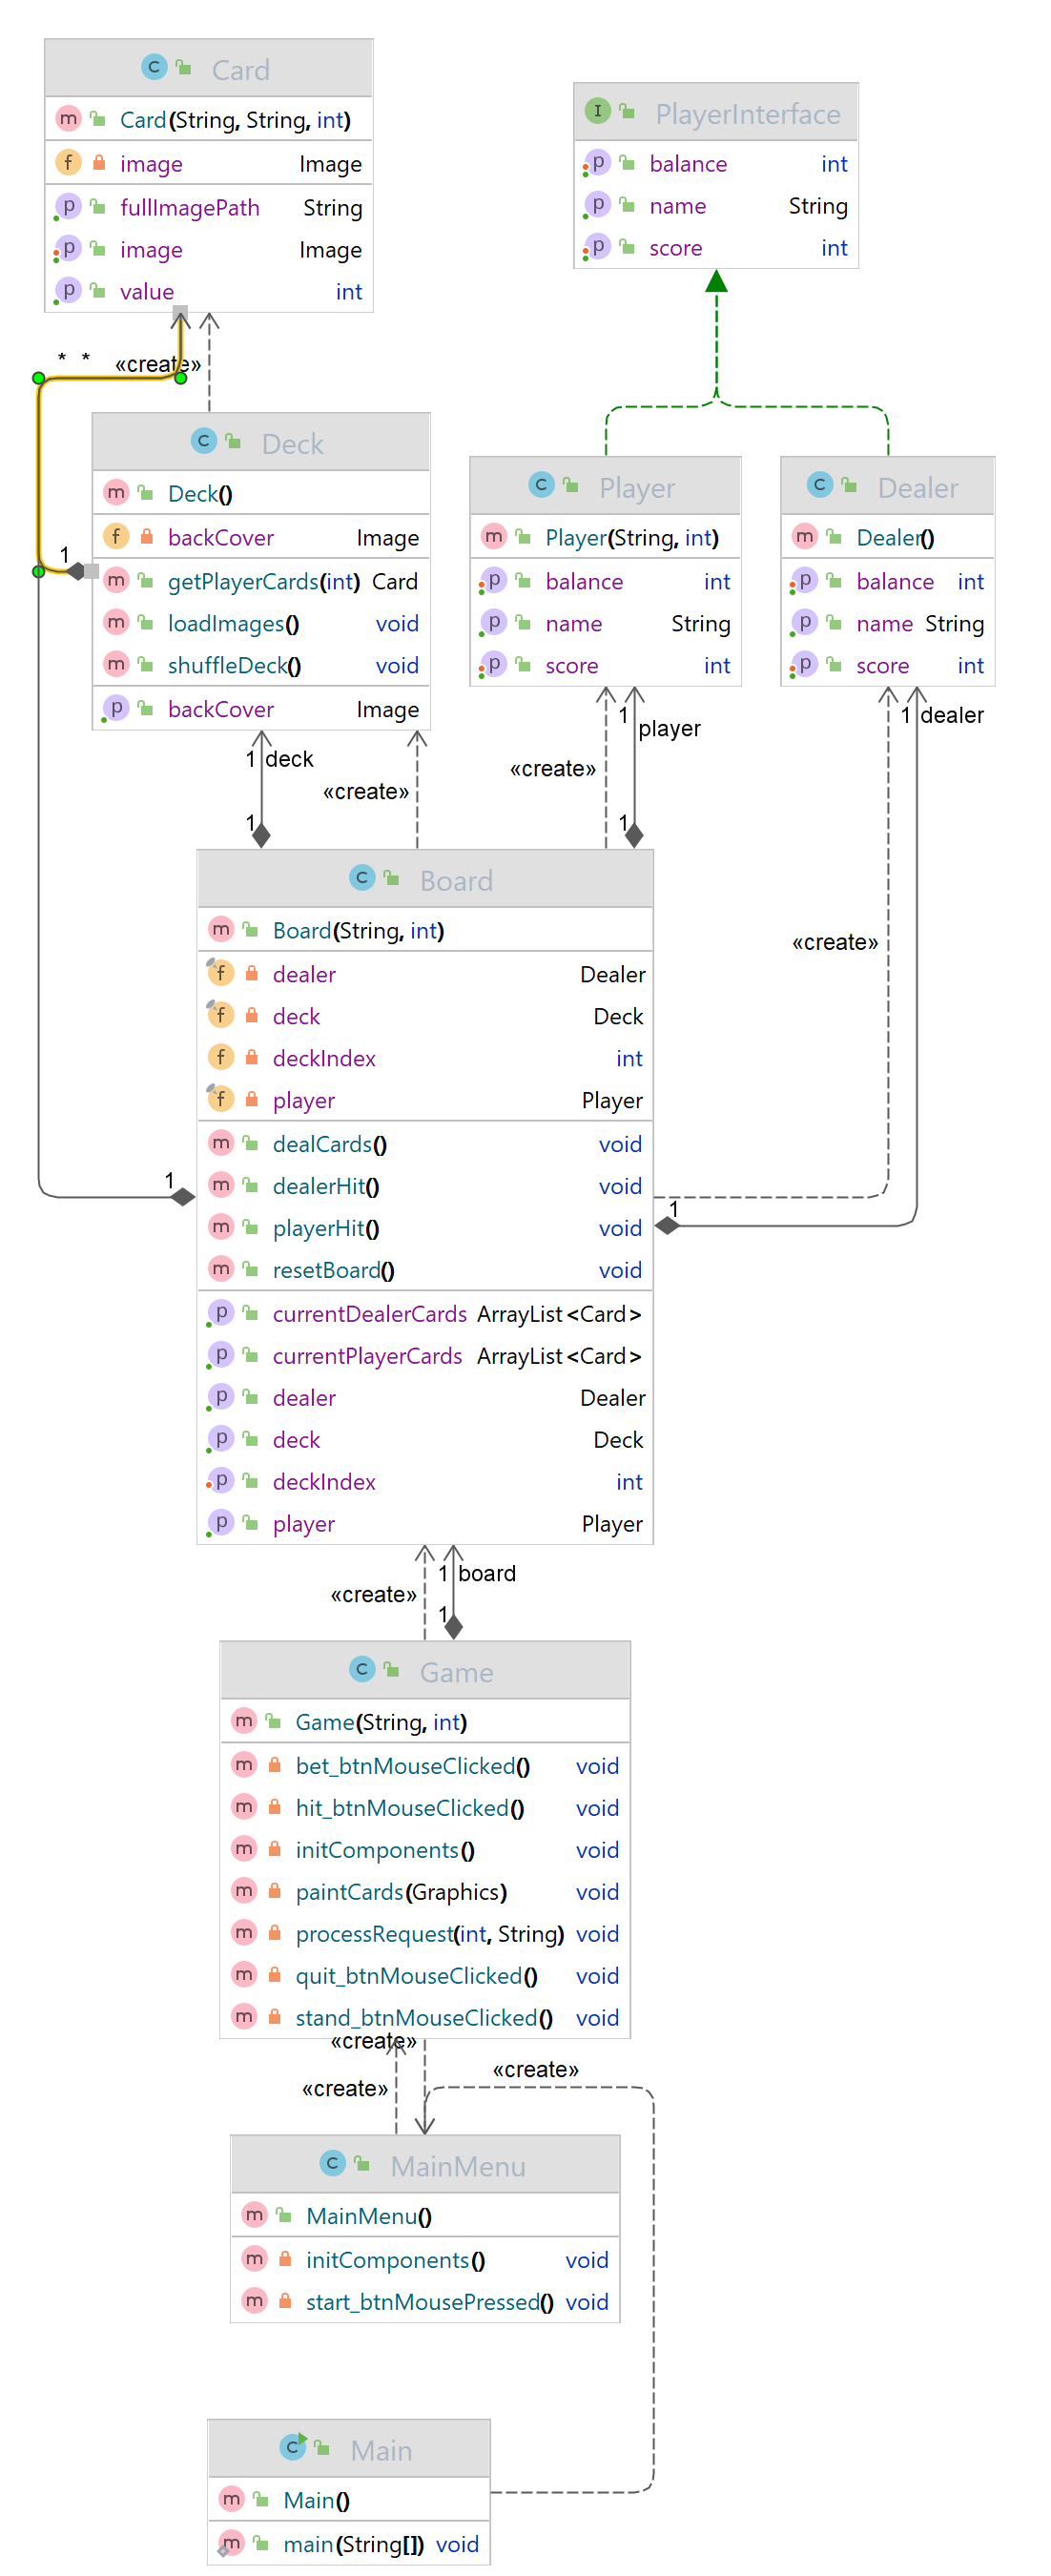 Card
Card(String, String, int)
image Image
fullImagePath String
image Image
value int
PlayerInterface
balance int
name String
score int
* *
«create»
Deck
Deck()
backCover Image
1
getPlayerCards(int) Card
loadImages() void
shuffleDeck() void
backCover Image
Player
Player(String, int)
balance int
name String
score int
Dealer
Dealer()
balance int
name String
score int
1 deck
«create»
1
«create»
1 player
1
1 dealer
«create»
Board
Board(String, int)
dealer Dealer
deck Deck
deckIndex int
player Player
dealCards() void
1
dealerHit() void
1
playerHit() void
resetBoard() void
currentDealerCards ArrayList<Card>
currentPlayerCards ArrayList<Card>
dealer Dealer
deck Deck
deckIndex int
player Player
1 board
«create»
1
Game
Game(String, int)
bet_btnMouseClicked() void
hit_btnMouseClicked() void
initComponents() void
paintCards(Graphics) void
processRequest(int, String) void
quit_btnMouseClicked() void
stand_btnMouseClicked() void
«create»
«create»
«create»
MainMenu
MainMenu()
initComponents() void
start_btnMousePressed() void
Main
Main()
main(String[]) void